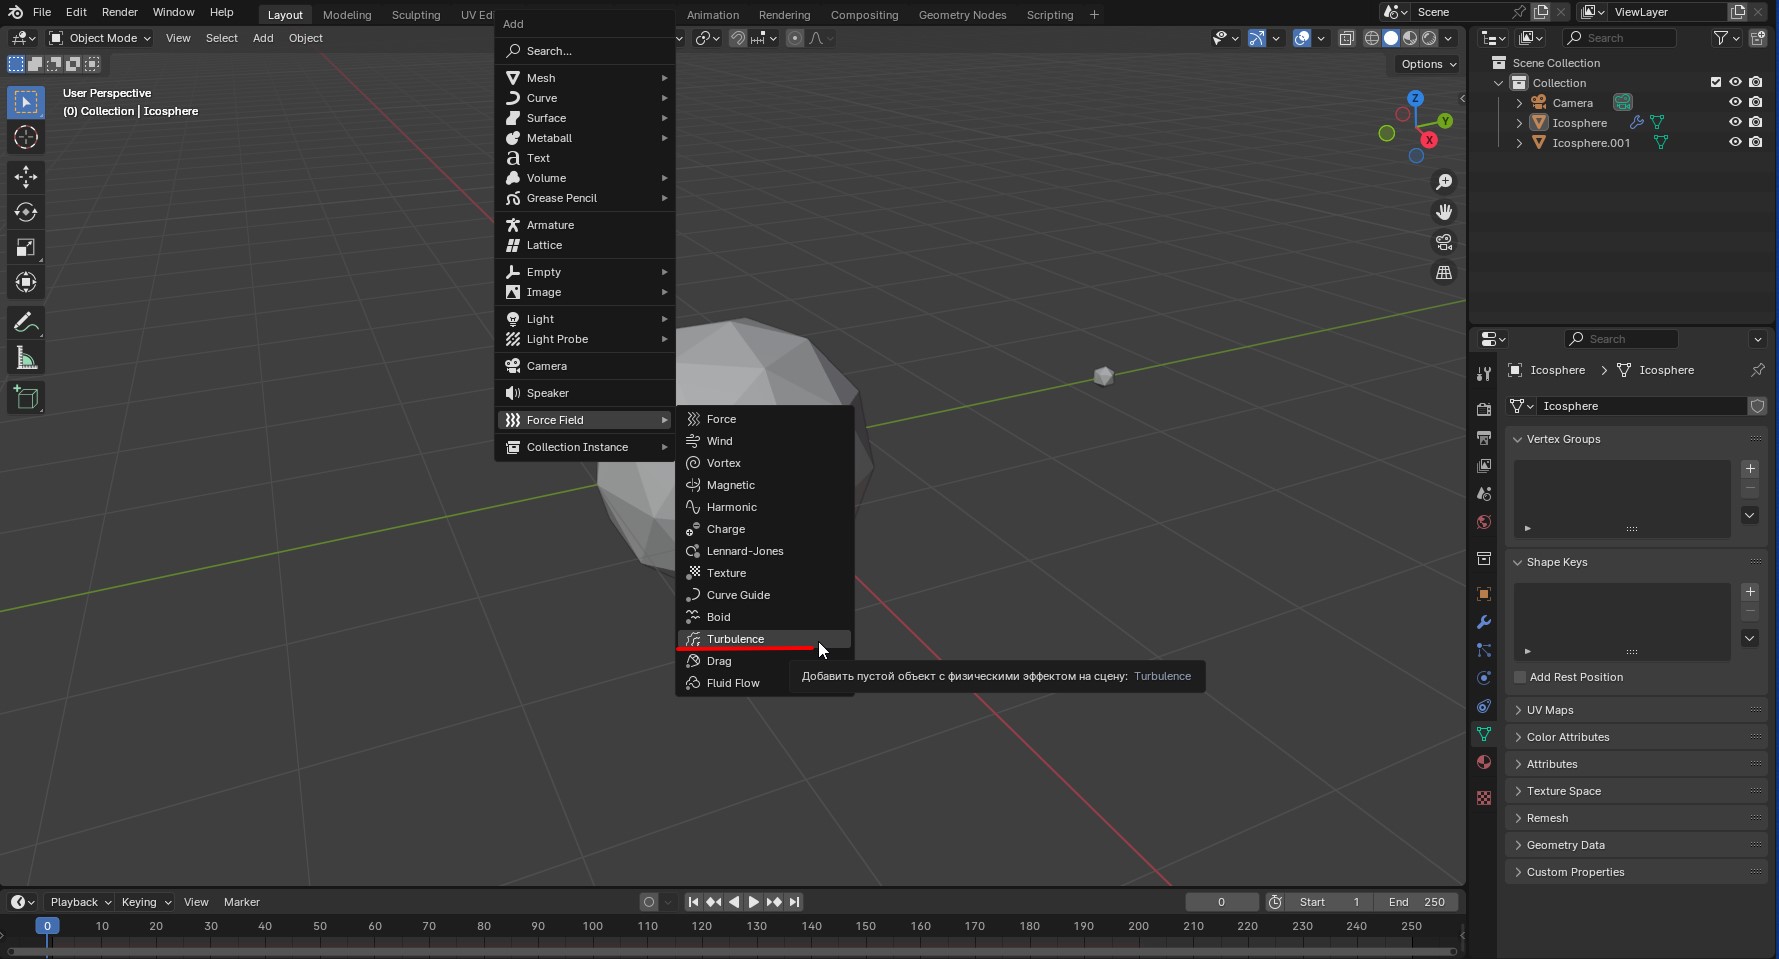 File Edit Render Window Help Layout Modeling Sculpting UV Edi Animation Rendering Compositing Geometry Nodes Scripting Scene ViewLayer
Object Mode View Select Add Object
Search
Options
User Perspective
(0) Collection | Icosphere
Z
Y
X
Add
Search...
Mesh
Curve
Surface
Metaball
Text
Volume
Grease Pencil
Armature
Lattice
Empty
Image
Light
Light Probe
Camera
Speaker
Force Field
Collection Instance
Force
Wind
Vortex
Magnetic
Harmonic
Charge
Lennard-Jones
Texture
Curve Guide
Boid
Turbulence
Drag
Fluid Flow
Добавить пустой объект с физическими эффектом на сцену: Turbulence
Scene Collection
Collection
Camera
Icosphere
Icosphere.001
Search
Icosphere > Icosphere
Icosphere
Vertex Groups
Shape Keys
Add Rest Position
UV Maps
Color Attributes
Attributes
Texture Space
Remesh
Geometry Data
Custom Properties
Playback Keying View Marker 0 Start 1 End 250
0 10 20 30 40 50 60 70 80 90 100 110 120 130 140 150 160 170 180 190 200 210 220 230 240 250